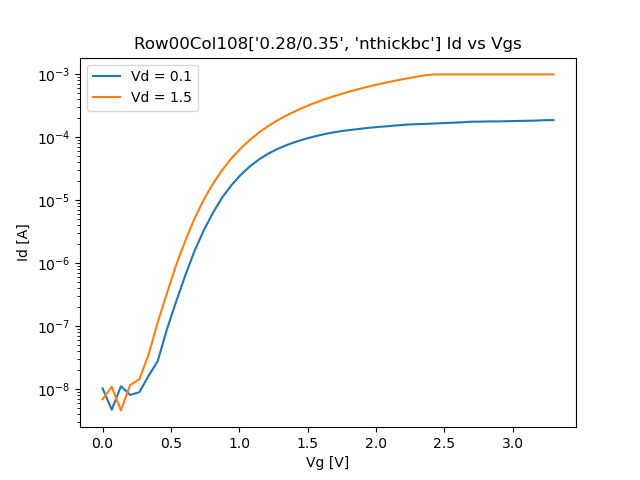 Row00Col108['0.28/0.35', 'nthickbc'] Id vs Vgs
Vd = 0.1
Vd = 1.5
10⁻³
10⁻⁴
10⁻⁵
10⁻⁶
10⁻⁷
10⁻⁸
Id [A]
0.0 0.5 1.0 1.5 2.0 2.5 3.0
Vg [V]